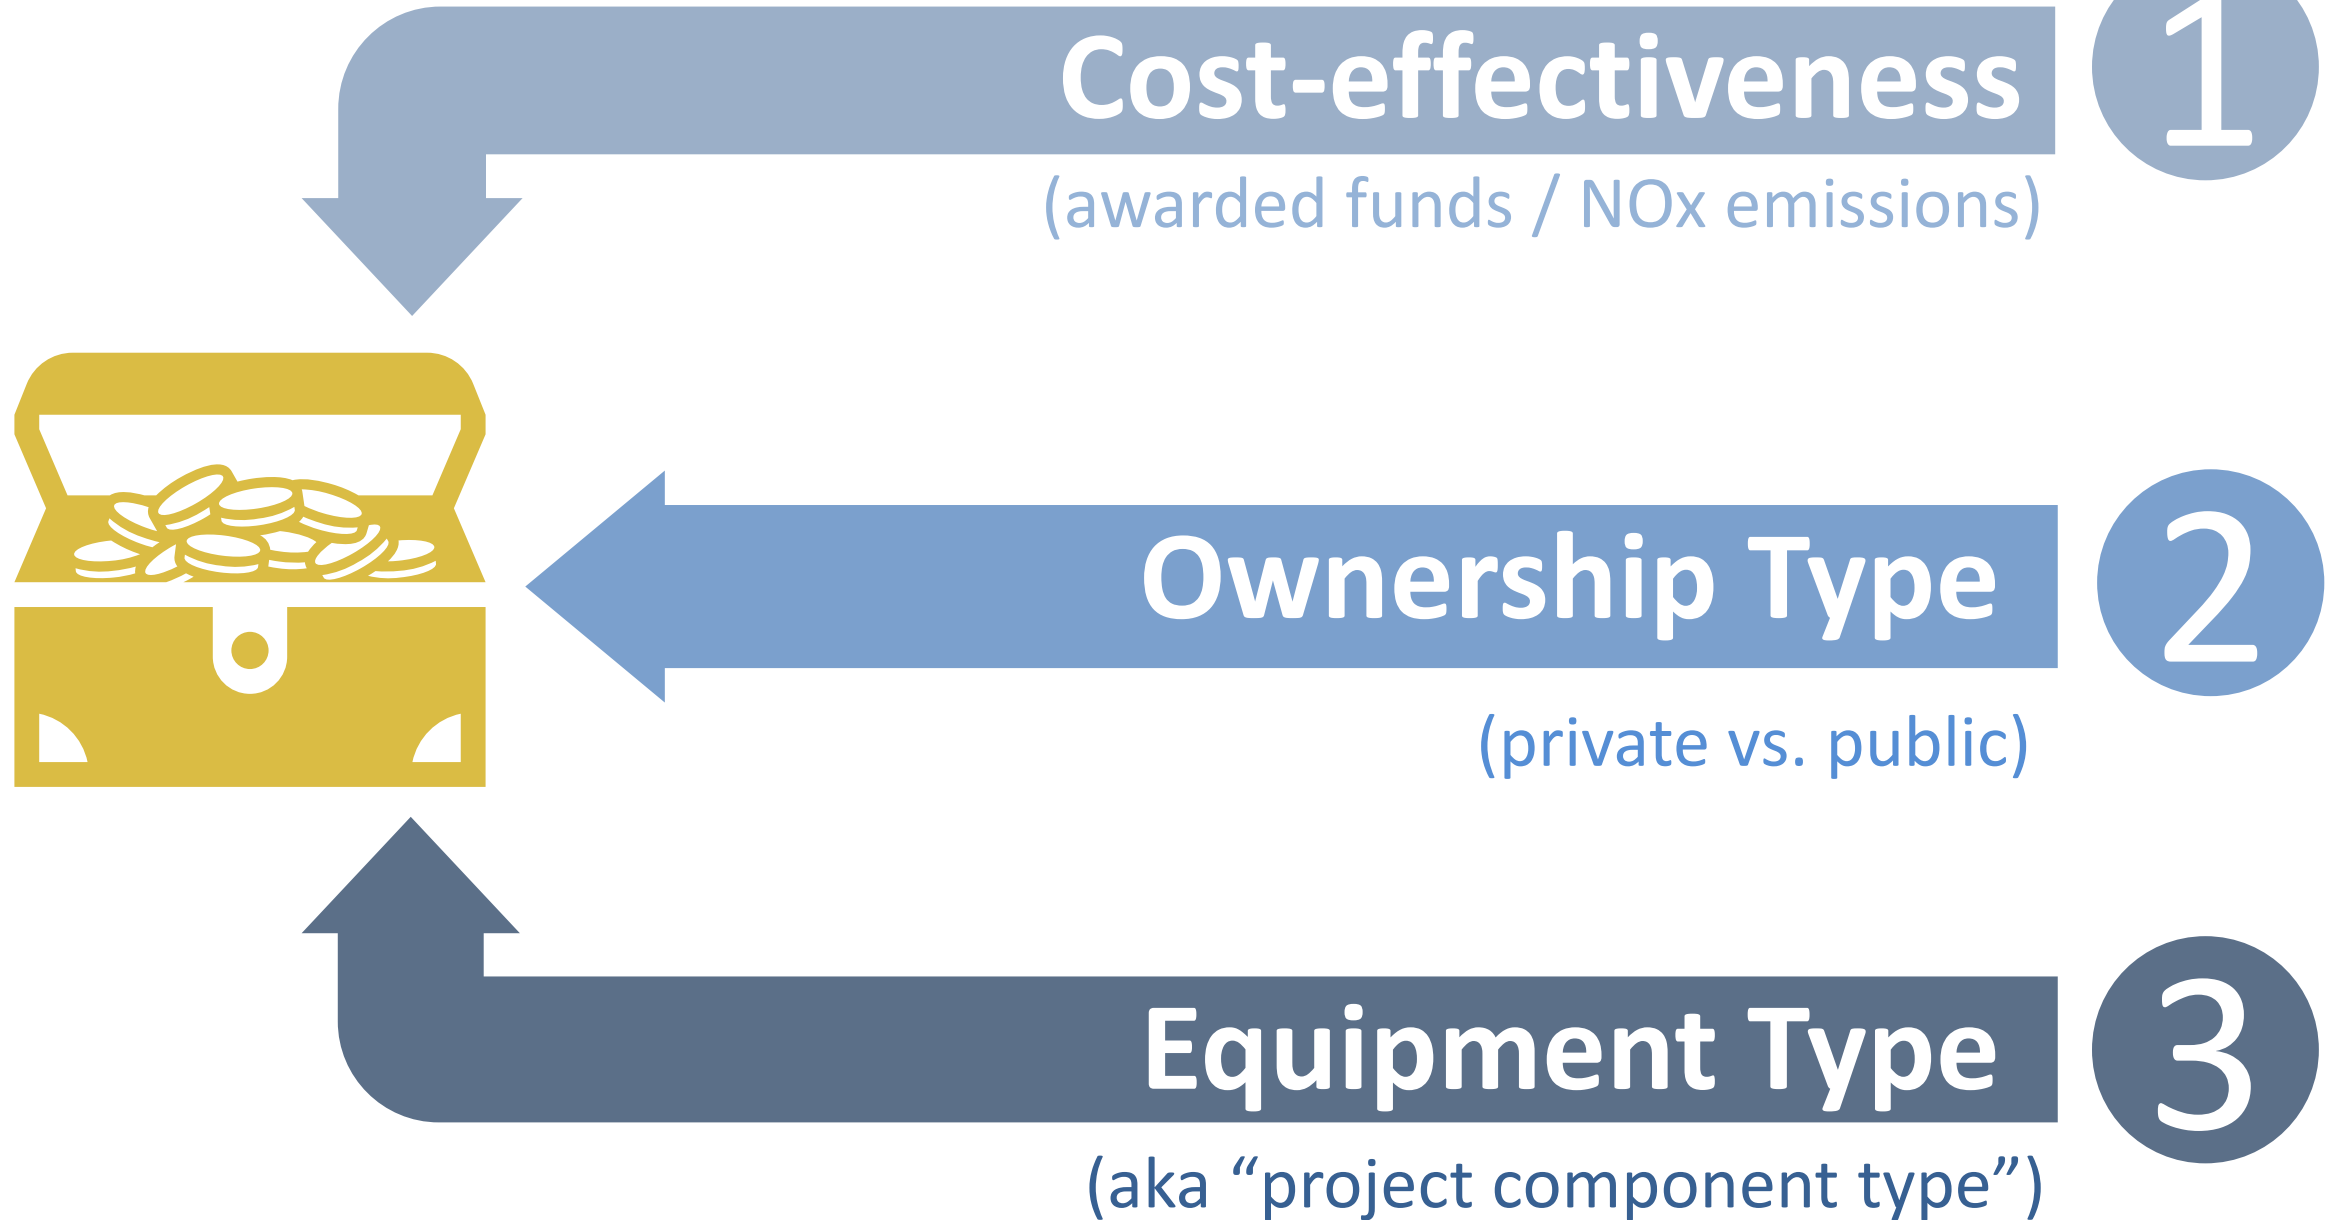 Cost-effectiveness 1
(awarded funds / NOx emissions)
Ownership Type 2
(private vs. public)
Equipment Type 3
(aka “project component type”)